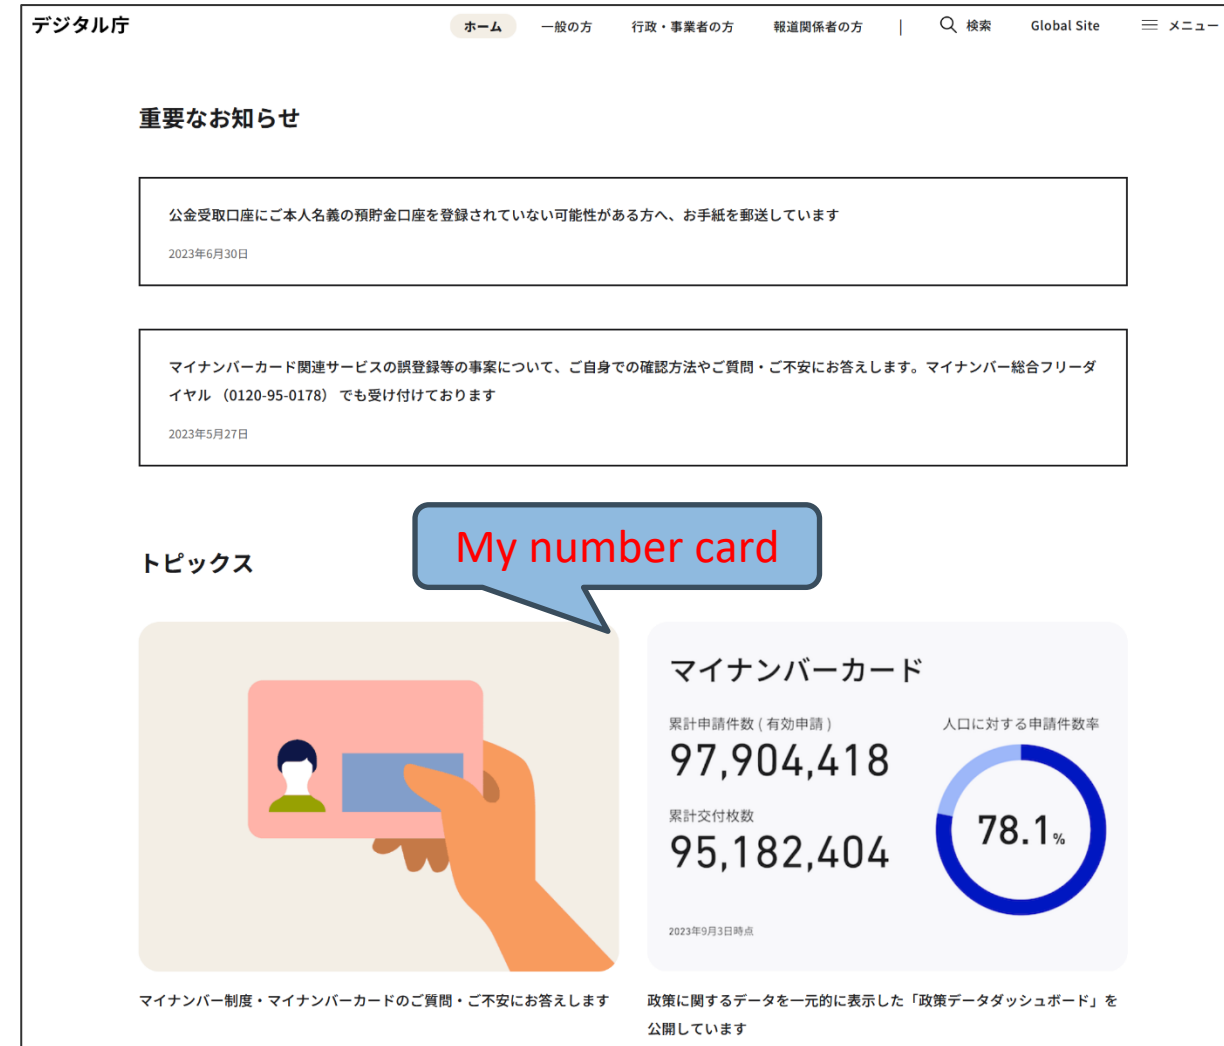 デジタル庁
ホーム 一般の方 行政・事業者の方 報道関係者の方 | 検索 Global Site メニュー
重要なお知らせ
公金受取口座にご本人名義の預貯金口座を登録されていない可能性がある方へ、お手紙を郵送しています
2023年6月30日
マイナンバーカード関連サービスの誤登録等の事案について、ご自身での確認方法やご質問・ご不安にお答えします。マイナンバー総合フリーダ
イヤル （0120-95-0178） でも受け付けております
2023年5月27日
My number card
トピックス
マイナンバーカード
累計申請件数 ( 有効申請 )
97,904,418
人口に対する申請件数率
78.1%
累計交付枚数
95,182,404
2023年9月3日時点
マイナンバー制度・マイナンバーカードのご質問・ご不安にお答えします
政策に関するデータを一元的に表示した「政策データダッシュボード」を
公開しています